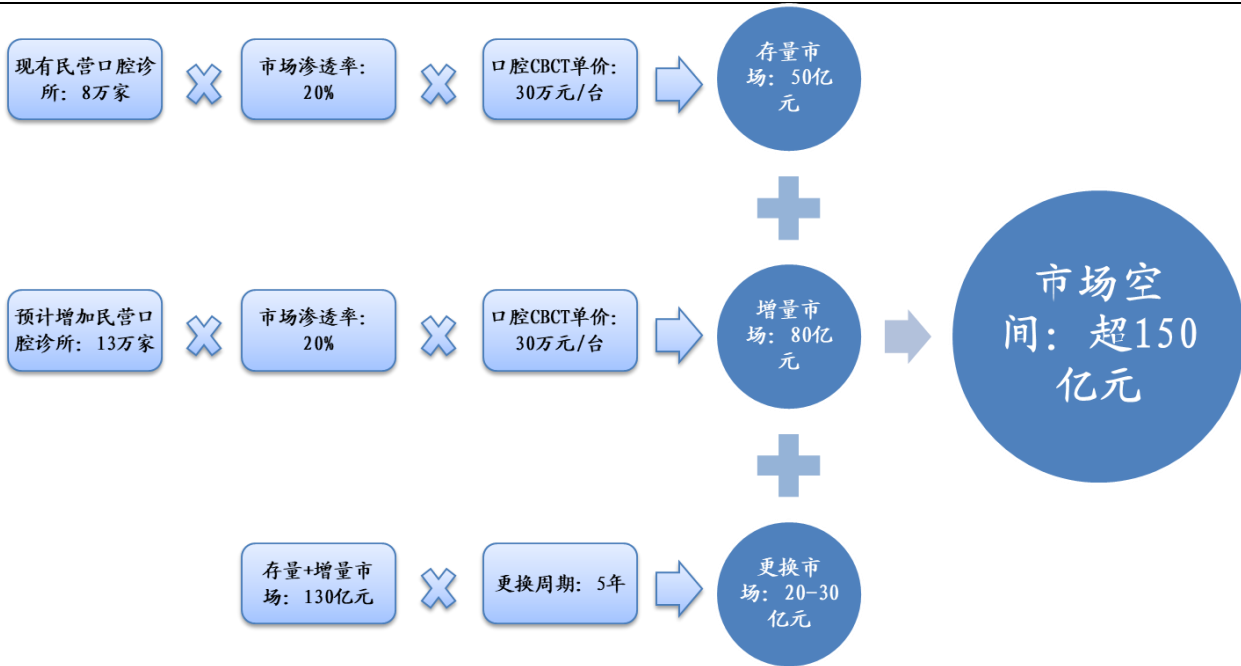 现有民营口腔诊
所：8万家
市场渗透率：
20%
口腔CBCT单价：
30万元/台
存量市
场：50亿
元
预计增加民营口
腔诊所：13万家
市场渗透率：
20%
口腔CBCT单价：
30万元/台
增量市
场：80亿
元
市场空
间：超150
亿元
存量+增量市
场：130亿元
更换周期：5年
更换市
场：20-30
亿元